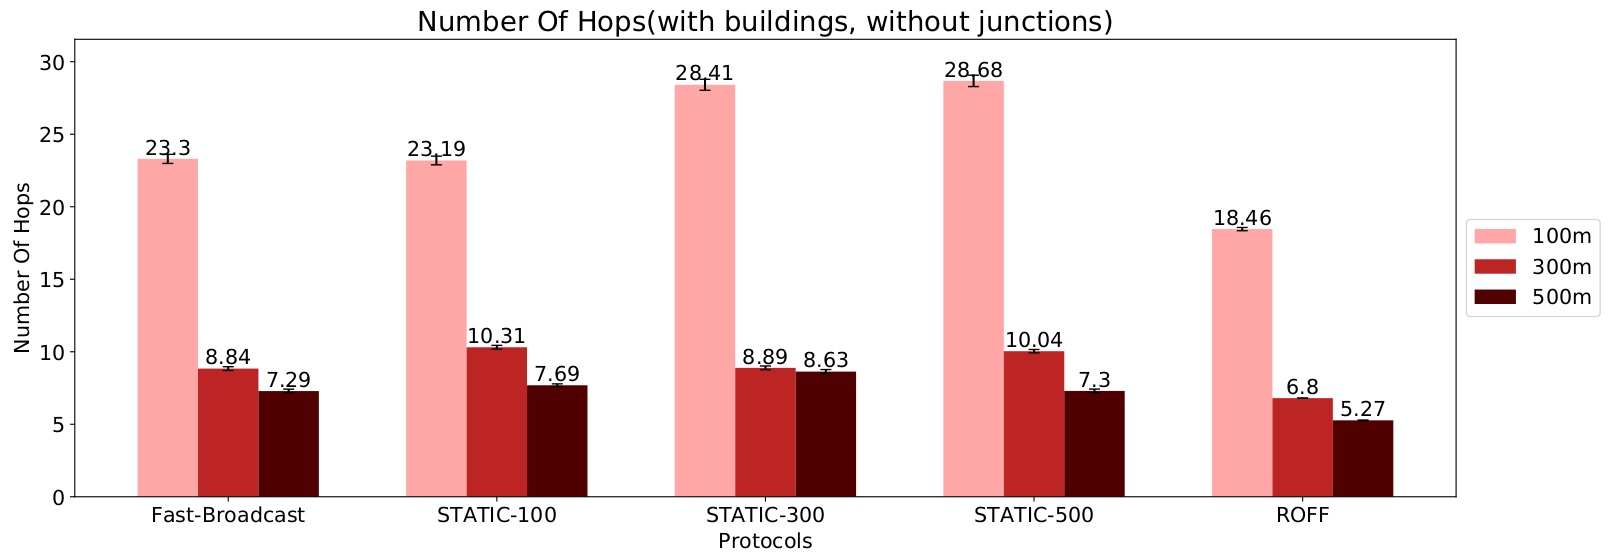 Number Of Hops(with buildings, without junctions)
Number Of Hops
30
25
20
15
10
5
0
23.3
8.84
7.29
23.19
10.31
7.69
28.41
8.89
8.63
28.68
10.04
7.3
18.46
6.8
5.27
Fast-Broadcast
STATIC-100
STATIC-300
STATIC-500
ROFF
Protocols
100m
300m
500m